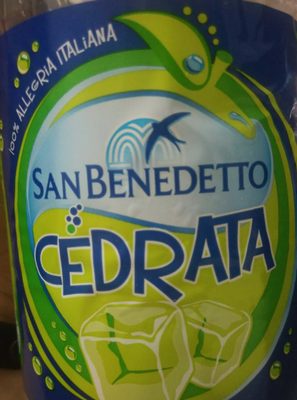 100% ALLEGRIA ITALIANA
SAN BENEDETTO
CEDRATA